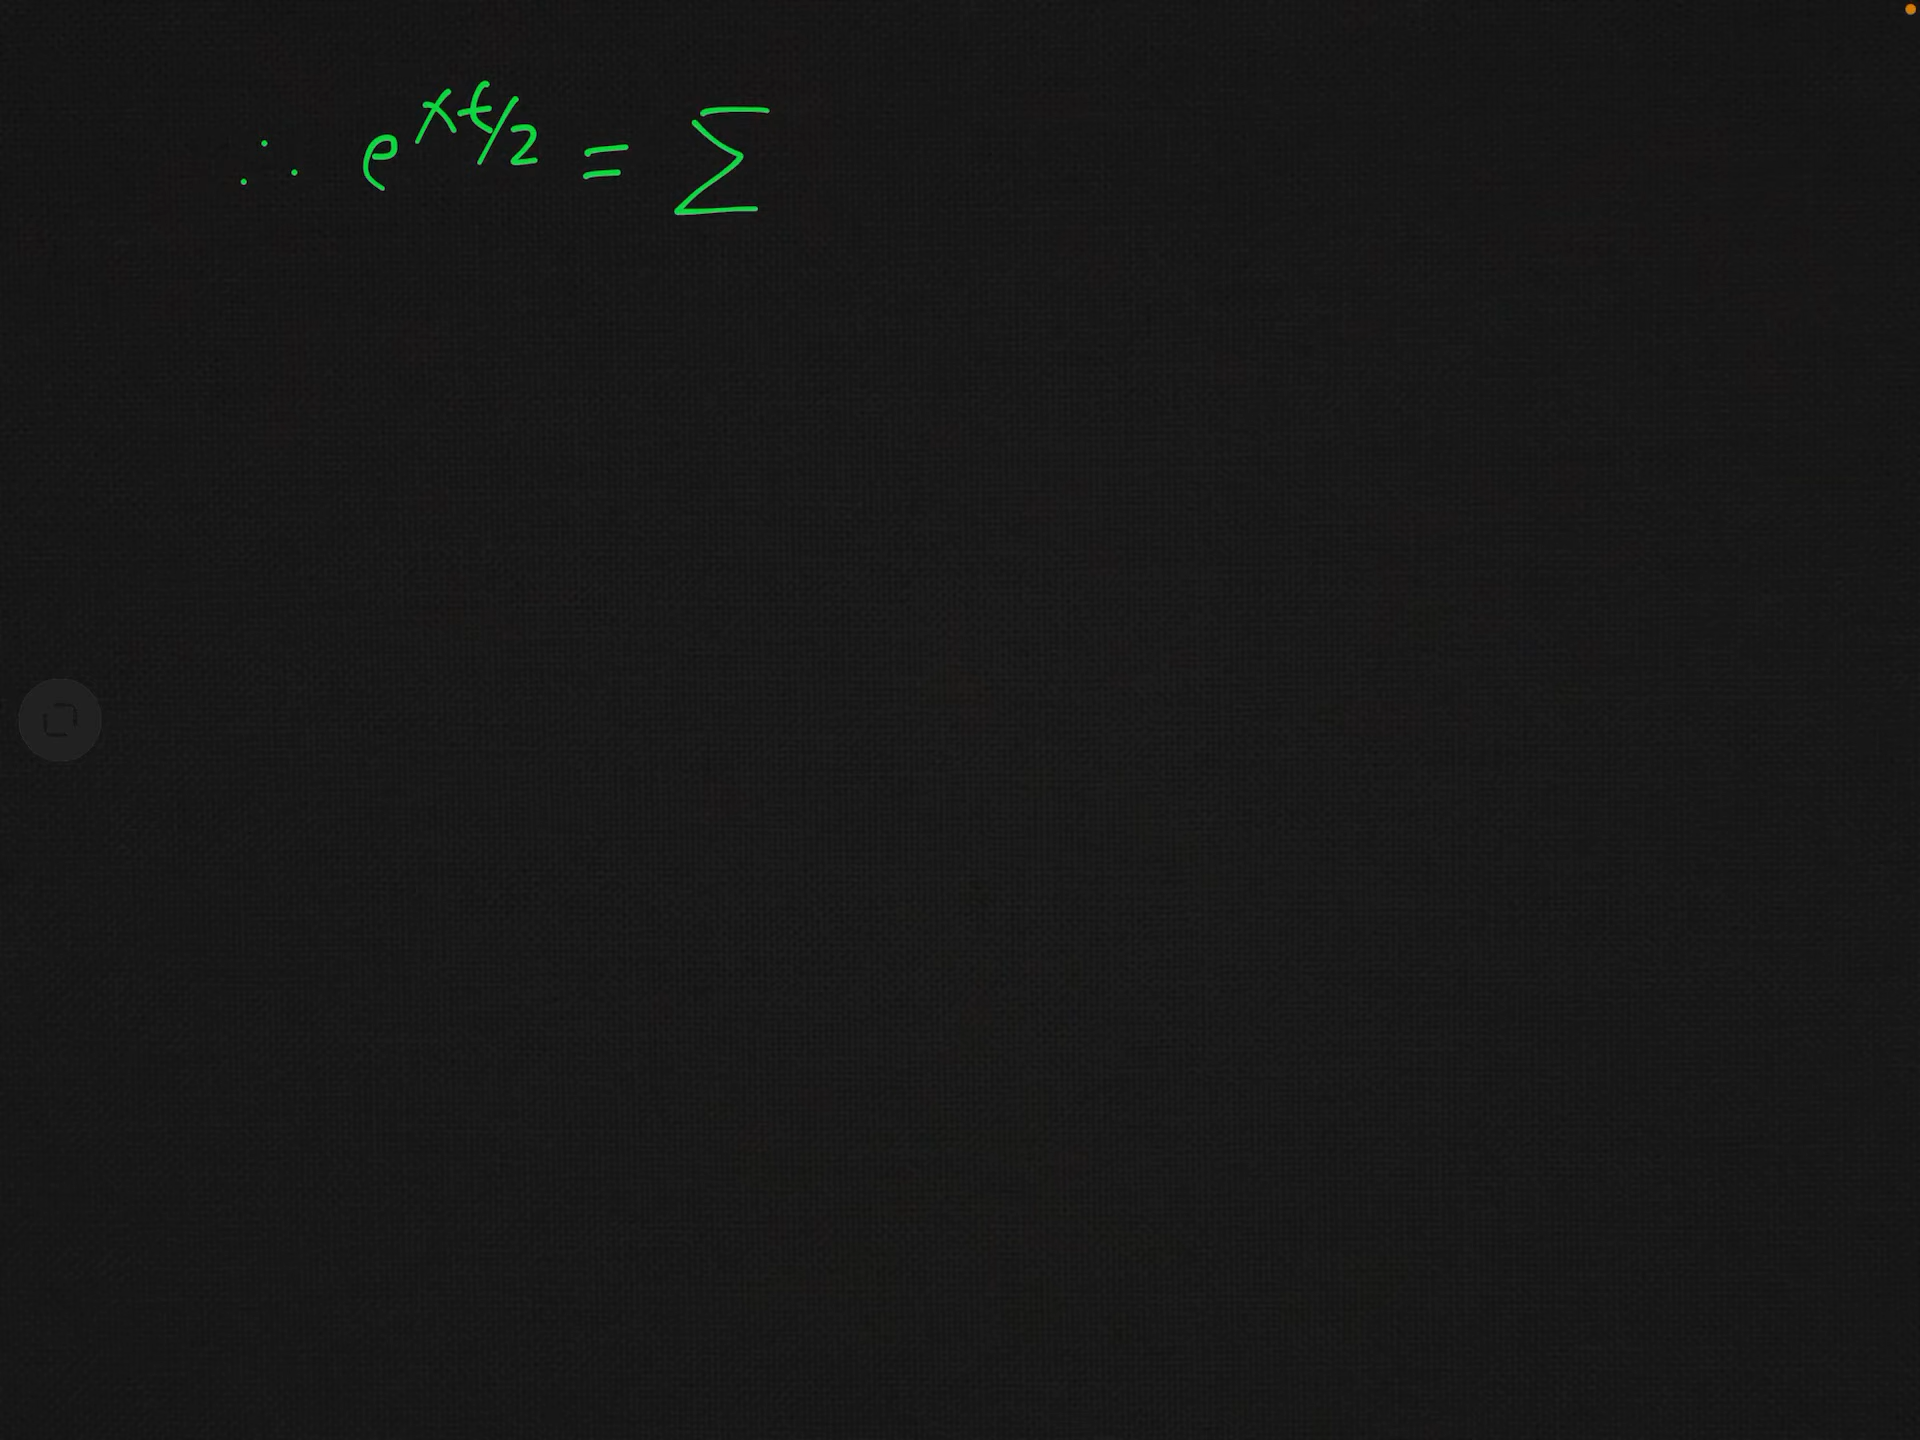 ∴ e^{xt/2} = ∑